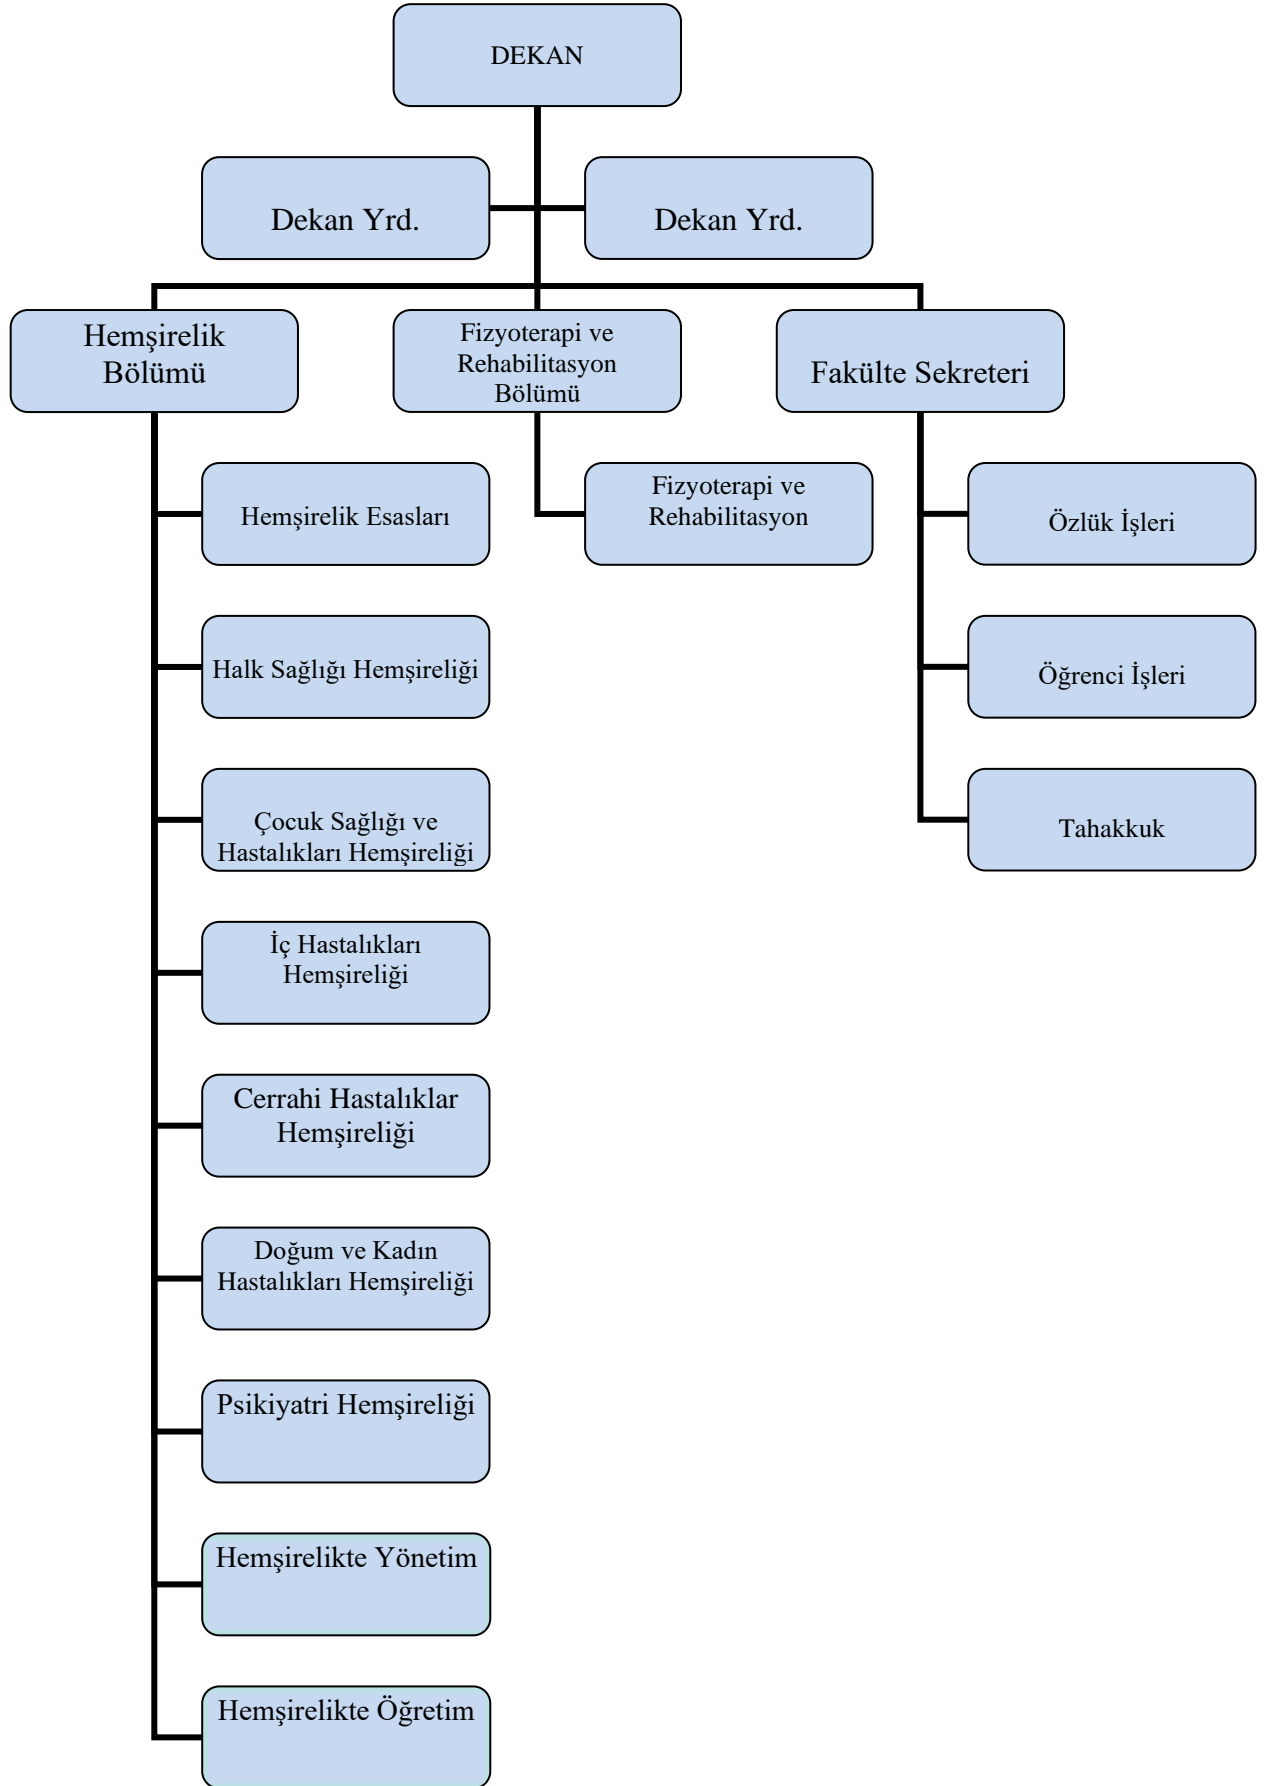 DEKAN
Dekan Yrd.
Dekan Yrd.
Hemşirelik
Bölümü
Fizyoterapi ve
Rehabilitasyon
Bölümü
Fakülte Sekreteri
Hemşirelik Esasları
Fizyoterapi ve
Rehabilitasyon
Özlük İşleri
Halk Sağlığı Hemşireliği
Öğrenci İşleri
Çocuk Sağlığı ve
Hastalıkları Hemşireliği
Tahakkuk
İç Hastalıkları
Hemşireliği
Cerrahi Hastalıklar
Hemşireliği
Doğum ve Kadın
Hastalıkları Hemşireliği
Psikiyatri Hemşireliği
Hemşirelikte Yönetim
Hemşirelikte Öğretim